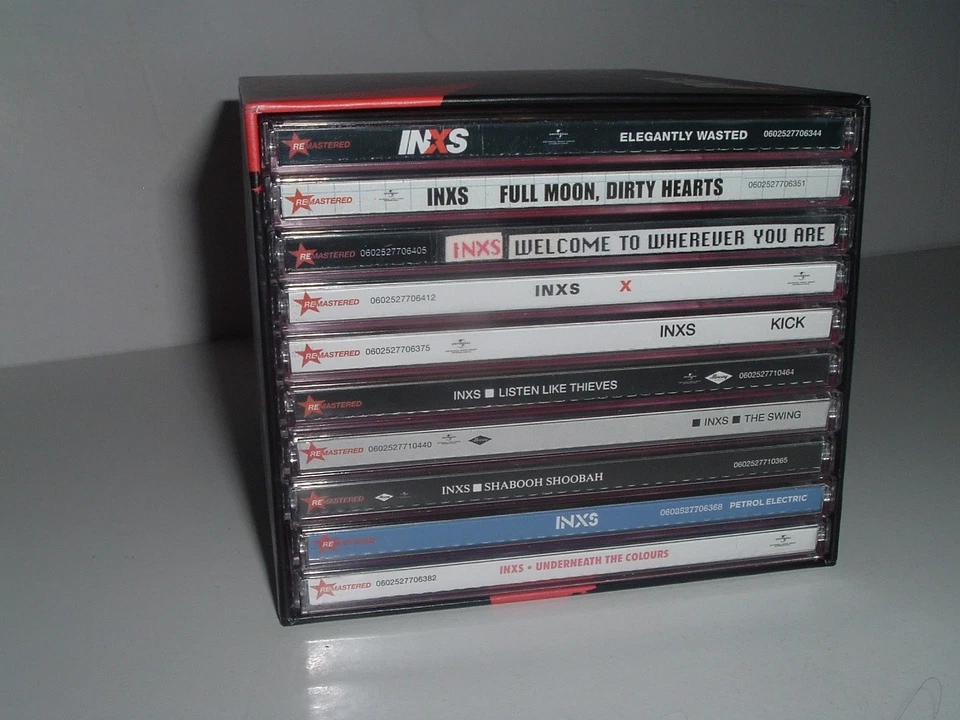 REMASTERED INXS ELEGANTLY WASTED 0602527706344
REMASTERED INXS FULL MOON, DIRTY HEARTS 0602527706351
REMASTERED 0602527706405 INXS WELCOME TO WHEREVER YOU ARE
REMASTERED 0602527706412 INXS X
REMASTERED 0602527706375 INXS KICK
REMASTERED INXS ■ LISTEN LIKE THIEVES 0602527710464
REMASTERED 0602527710440 ■ INXS ■ THE SWING
REMASTERED INXS ■ SHABOOH SHOOBAH 0602527710365
REMASTERED INXS 0602527706368 PETROL ELECTRIC
REMASTERED 0602527706382 INXS • UNDERNEATH THE COLOURS